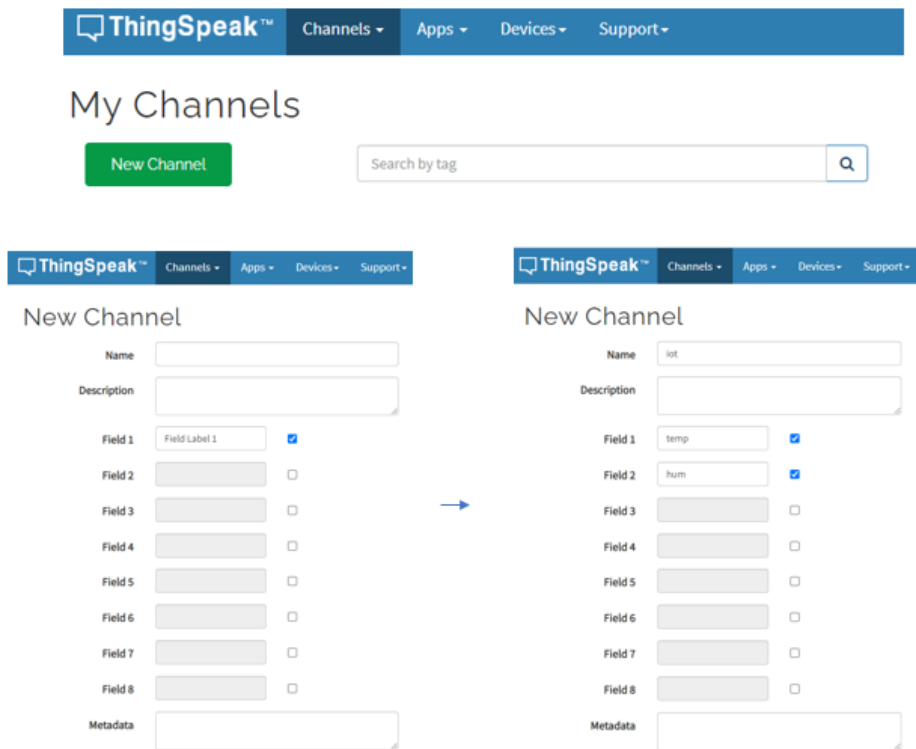 ThingSpeak™ Channels Apps Devices Support
My Channels
New Channel Search by tag
ThingSpeak™ Channels Apps Devices Support
New Channel
Name
Description
Field 1 Field Label 1
Field 2
Field 3
Field 4
Field 5
Field 6
Field 7
Field 8
Metadata
ThingSpeak™ Channels Apps Devices Support
New Channel
Name iot
Description
Field 1 temp
Field 2 hum
Field 3
Field 4
Field 5
Field 6
Field 7
Field 8
Metadata